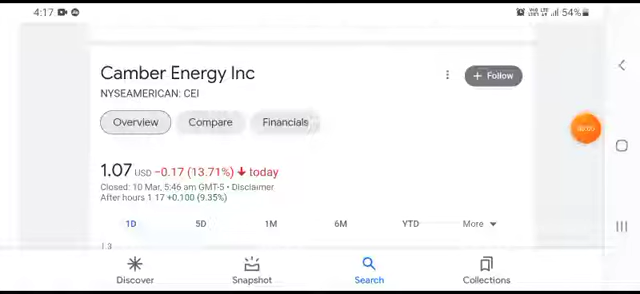 4:17
54%
Camber Energy Inc
+ Follow
NYSEAMERICAN: CEI
Overview
Compare
Financials
00:00
1.07 USD −0.17 (13.71%) ↓ today
Closed: 10 Mar, 5:46 am GMT-5 • Disclaimer
After hours 1 17 +0.100 (9.35%)
1D
5D
1M
6M
YTD
More
Discover
Snapshot
Search
Collections